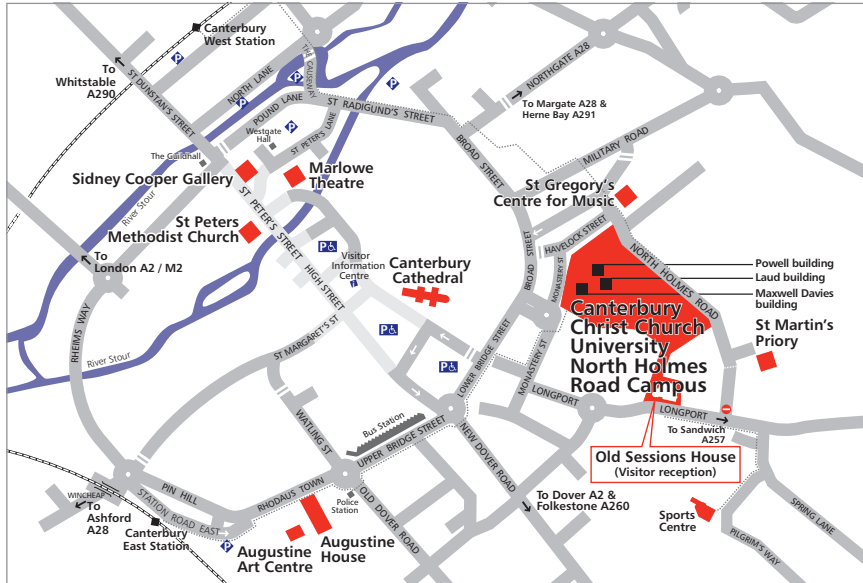 Canterbury
West Station
To
Whitstable
A290
ST DUNSTAN'S STREET
NORTH LANE
THE CAUSEWAY
POUND LANE
ST RADIGUND'S STREET
NORTHGATE A28
To Margate A28 &
Herne Bay A291
MILITARY ROAD
BROAD STREET
Westgate
Hall
ST PETER'S LANE
The Guildhall
Sidney Cooper Gallery
Marlowe
Theatre
St Gregory's
Centre for Music
River Stour
St Peters
Methodist Church
ST PETER'S STREET
HAVELOCK STREET
NORTH HOLMES ROAD
To
London A2 / M2
Visitor
Information
Centre
i
Canterbury
Cathedral
BROAD STREET
MONASTERY ST
Powell building
Laud building
Maxwell Davies
building
HIGH STREET
Canterbury
Christ Church
University
North Holmes
Road Campus
St Martin's
Priory
RHEIMS WAY
River Stour
ST MARGARET'S ST
LOWER BRIDGE STREET
MONASTERY ST
LONGPORT
LONGPORT
To Sandwich
A257
WATLING ST
Bus Station
UPPER BRIDGE STREET
NEW DOVER ROAD
Old Sessions House
(Visitor reception)
WINCHEAP
To
Ashford
A28
PIN HILL
STATION ROAD EAST
RHODAUS TOWN
Police
Station
OLD DOVER ROAD
To Dover A2 &
Folkestone A260
Sports
Centre
SPRING LANE
PILGRIM'S WAY
Canterbury
East Station
Augustine
Art Centre
Augustine
House
P
P
P
P
P
P
P
P
P
P